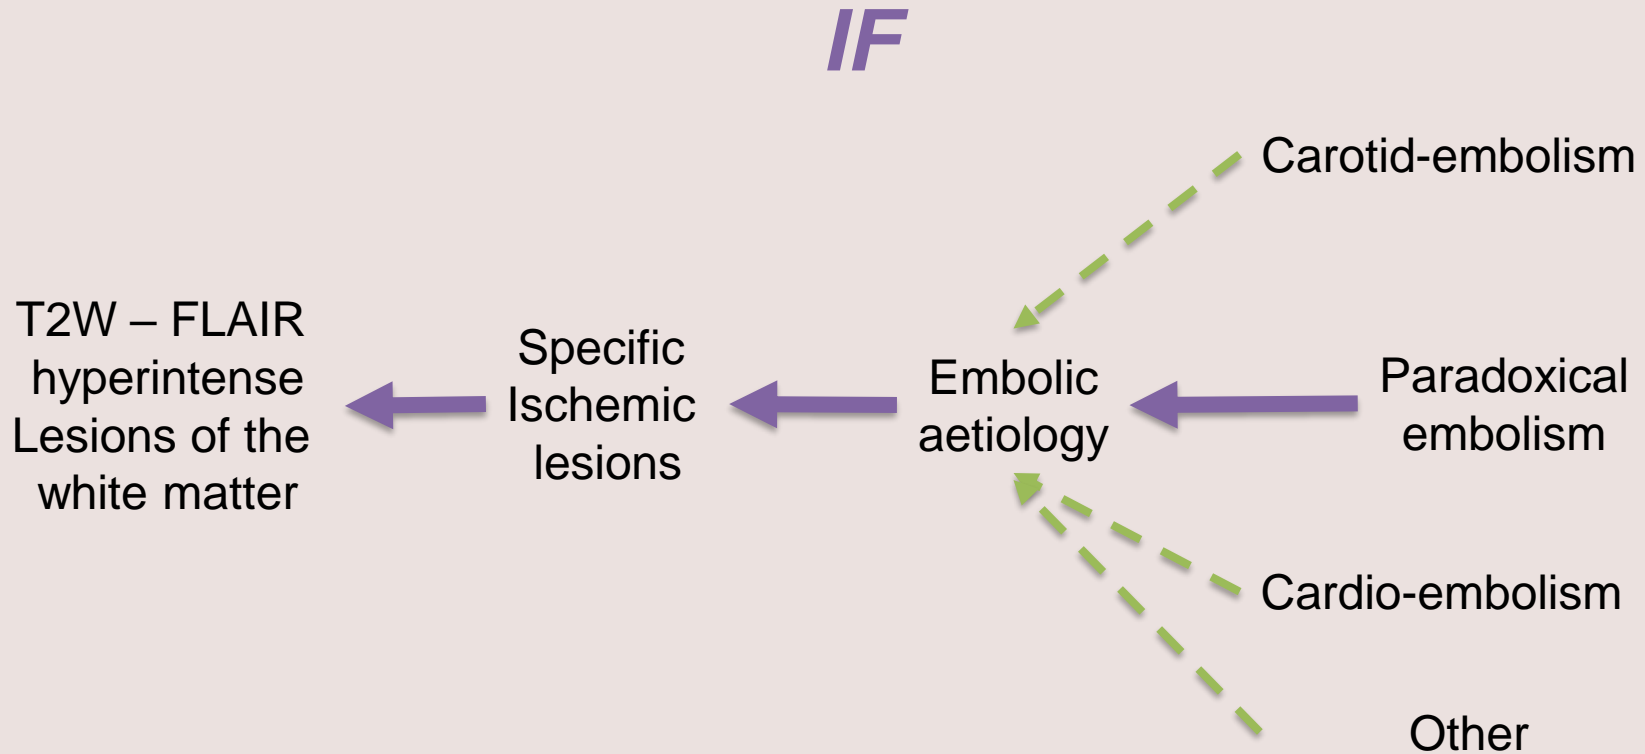 IF
Carotid-embolism
T2W – FLAIR
hyperintense
Lesions of the
white matter
Specific
Ischemic
lesions
Embolic
aetiology
Paradoxical
embolism
Cardio-embolism
Other